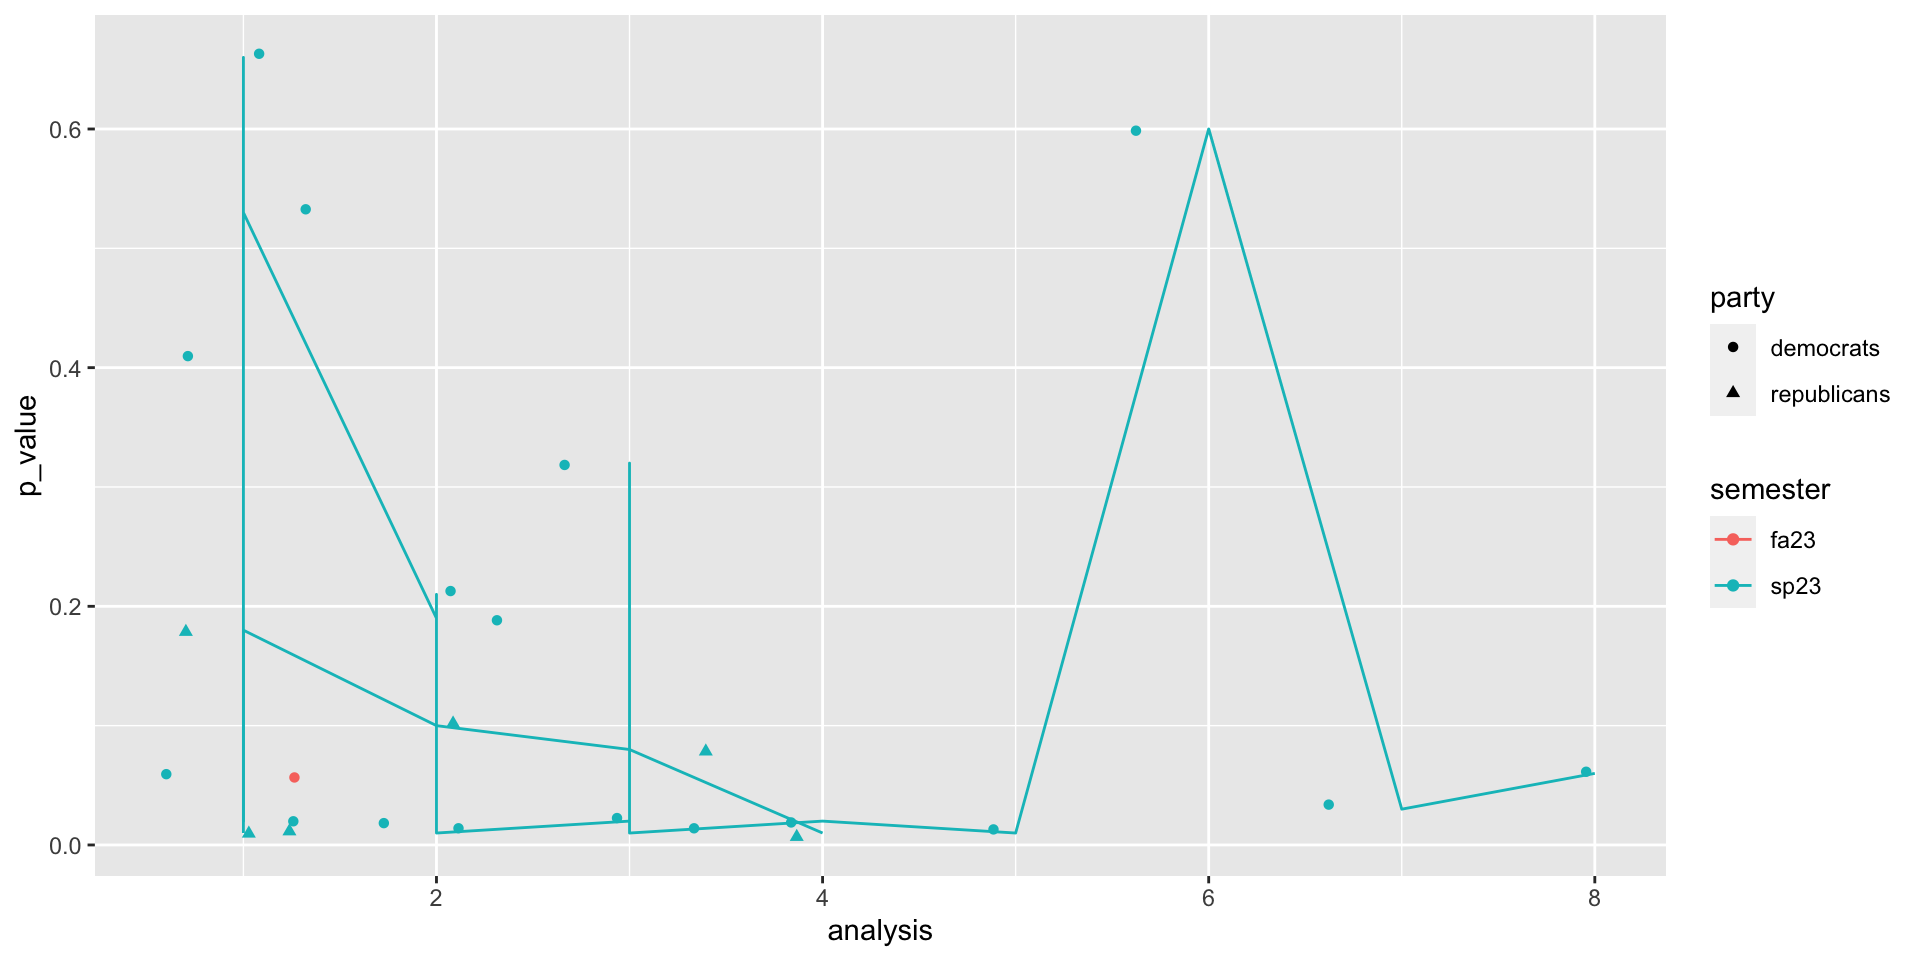 p_value
0.6
0.4
0.2
0.0
2
4
6
8
analysis
party
democrats
republicans
semester
fa23
sp23